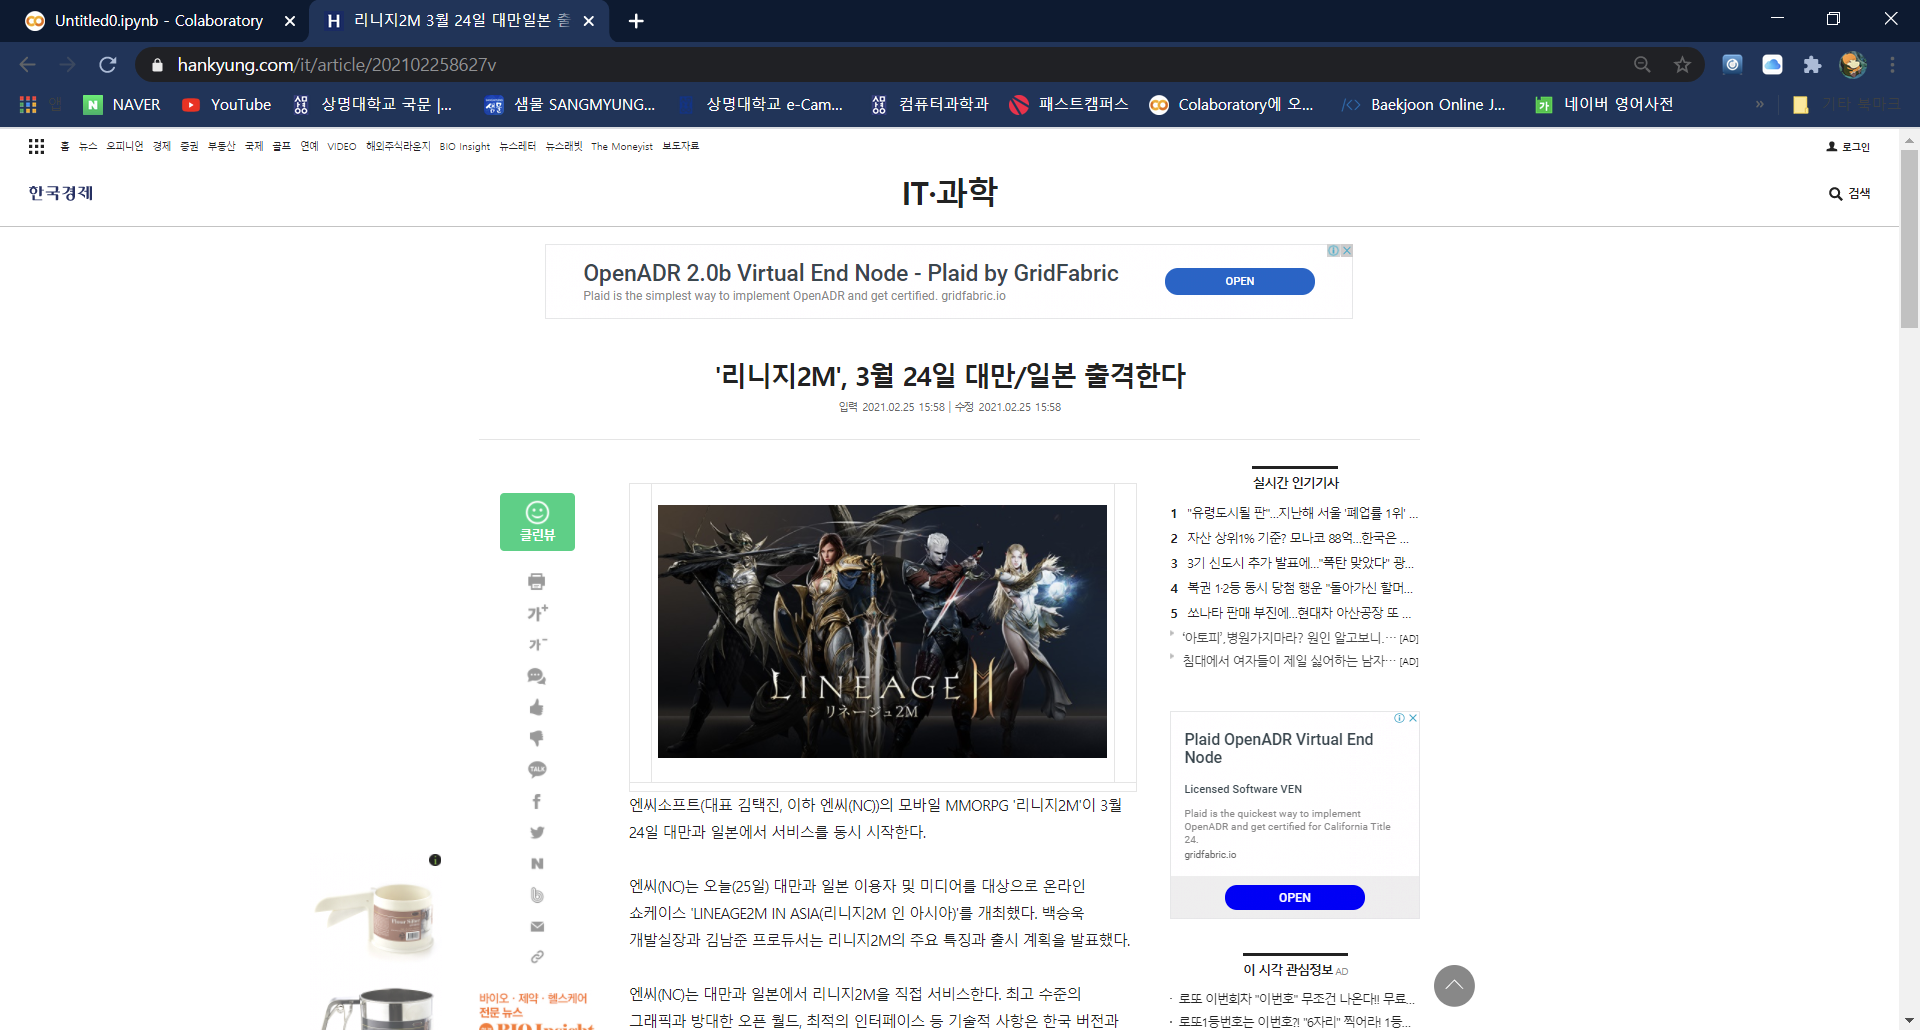 Untitled0.ipynb - Colaboratory
리니지2M 3월 24일 대만일본 출
hankyung.com/it/article/202102258627v
앱
NAVER
YouTube
상명대학교 국문 |...
샘물 SANGMYUNG...
상명대학교 e-Cam...
컴퓨터과학과
패스트캠퍼스
Colaboratory에 오...
Baekjoon Online J...
네이버 영어사전
»
기타 북마크
홈 뉴스 오피니언 경제 증권 부동산 국제 골프 연예 VIDEO 해외주식라운지 BIO Insight 뉴스레터 뉴스래빗 The Moneyist 보도자료
로그인
한국경제
IT·과학
검색
OpenADR 2.0b Virtual End Node - Plaid by GridFabric
Plaid is the simplest way to implement OpenADR and get certified. gridfabric.io
OPEN
'리니지2M', 3월 24일 대만/일본 출격한다
입력 2021.02.25 15:58 | 수정 2021.02.25 15:58
클린뷰
가+
가-
TALK
LINEAGE II
リネージュ2M
엔씨소프트(대표 김택진, 이하 엔씨(NC))의 모바일 MMORPG '리니지2M'이 3월
24일 대만과 일본에서 서비스를 동시 시작한다.
엔씨(NC)는 오늘(25일) 대만과 일본 이용자 및 미디어를 대상으로 온라인
쇼케이스 'LINEAGE2M IN ASIA(리니지2M 인 아시아)'를 개최했다. 백승욱
개발실장과 김남준 프로듀서는 리니지2M의 주요 특징과 출시 계획을 발표했다.
엔씨(NC)는 대만과 일본에서 리니지2M을 직접 서비스한다. 최고 수준의
그래픽과 방대한 오픈 월드, 최적의 인터페이스 등 기술적 사항은 한국 버전과
실시간 인기기사
1 "유령도시될 판"...지난해 서울 '폐업률 1위' ...
2 자산 상위1% 기준? 모나코 88억...한국은 ...
3 3기 신도시 추가 발표에..."폭탄 맞았다" 광...
4 복권 1·2등 동시 당첨 행운 "돌아가신 할머...
5 쏘나타 판매 부진에...현대차 아산공장 또 ...
'아토피',병원가지마라? 원인 알고보니.··· [AD]
침대에서 여자들이 제일 싫어하는 남자··· [AD]
Plaid OpenADR Virtual End
Node
Licensed Software VEN
Plaid is the quickest way to implement
OpenADR and get certified for California Title
24.
gridfabric.io
OPEN
이 시각 관심정보 AD
· 로또 이번회차 "이번호" 무조건 나온다!! 무료...
· 로또1등번호는 이번호?! "6자리" 찍어라! 1등...
바이오 · 제약 · 헬스케어
전문 뉴스
BIO Insight